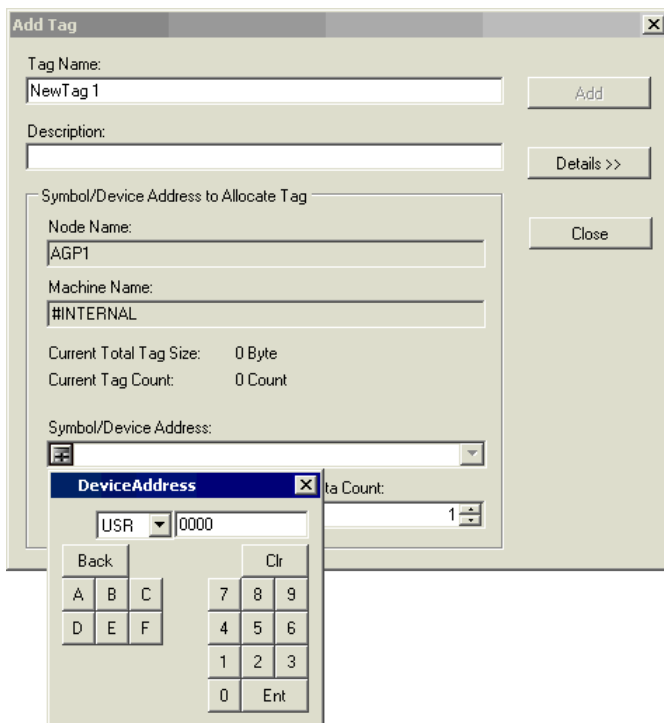 Add Tag
Tag Name:
NewTag 1
Add
Description:
Details >>
Symbol/Device Address to Allocate Tag
Node Name:
Close
AGP1
Machine Name:
#INTERNAL
Current Total Tag Size: 0 Byte
Current Tag Count: 0 Count
Symbol/Device Address:
DeviceAddress
Count:
1
USR 0000
Back Clr
A B C 7 8 9
D E F 4 5 6
1 2 3
0 Ent